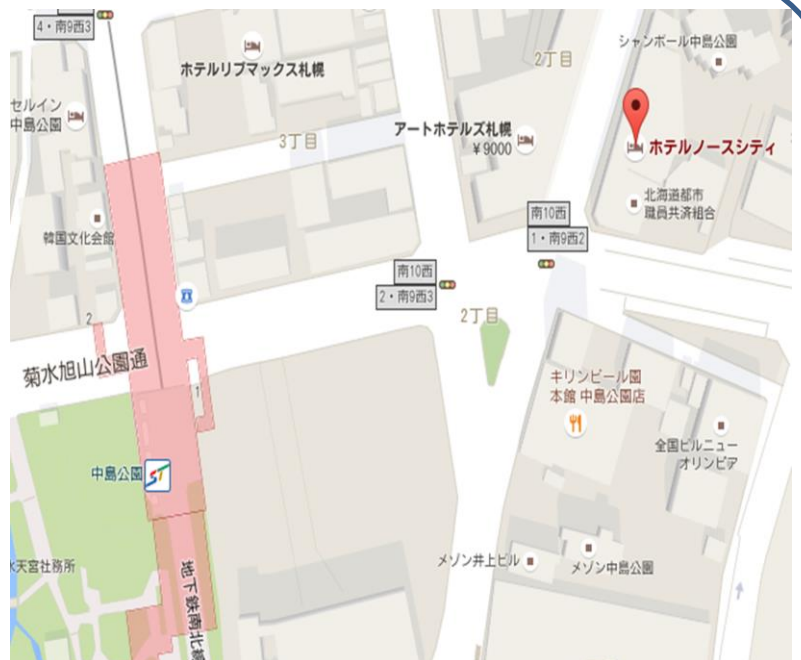 4・南9西3
ホテルリブマックス札幌
2丁目
シャンボール中島公園
セルイン
中島公園
3丁目
アートホテルズ札幌
¥9000
ホテルノースシティ
北海道都市
職員共済組合
韓国文化会館
南10西
1・南9西2
南10西
2・南9西3
2
2丁目
菊水旭山公園通
1
キリンビール園
本館 中島公園店
全国ビルニュー
オリンピア
中島公園
ST
メゾン井上ビル
メゾン中島公園
水天宮社務所
地下鉄南北線